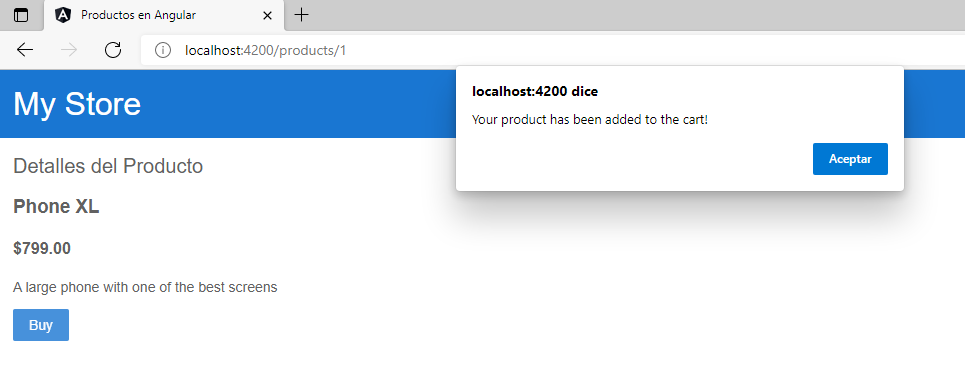 Productos en Angular
localhost:4200/products/1
My Store
localhost:4200 dice
Your product has been added to the cart!
Aceptar
Detalles del Producto
Phone XL
$799.00
A large phone with one of the best screens
Buy